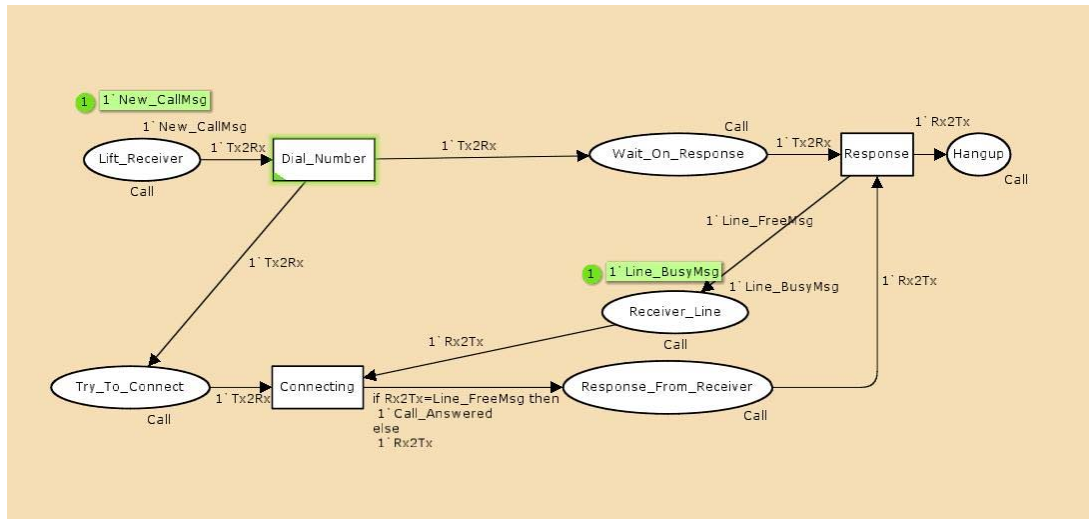 1 1`New_CallMsg
1`New_CallMsg
1`Tx2Rx
Lift_Receiver
Call
Dial_Number
1`Tx2Rx
Call
Wait_On_Response
1`Tx2Rx
Response
1`Rx2Tx
Hangup
Call
1`Tx2Rx
1`Line_FreeMsg
1 1`Line_BusyMsg
1`Line_BusyMsg
Receiver_Line
Call
1`Rx2Tx
1`Rx2Tx
Try_To_Connect
Call
1`Tx2Rx
Connecting
if Rx2Tx=Line_FreeMsg then
1`Call_Answered
else
1`Rx2Tx
Response_From_Receiver
Call